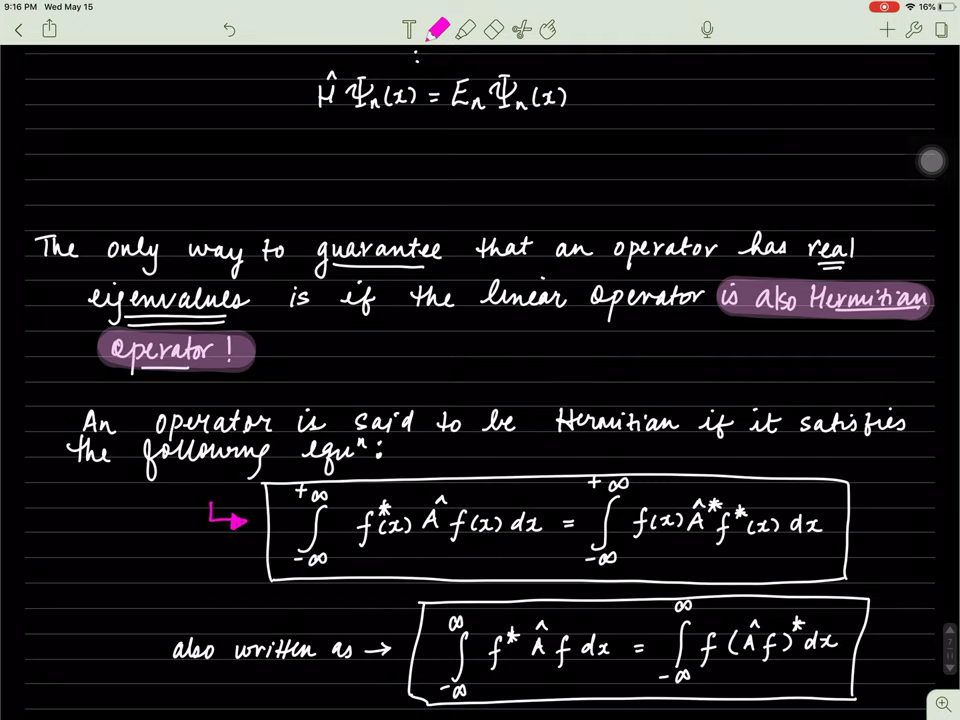 9:16 PM Wed May 15
16%
T
:
Ĥ Ψₙ(x) = Eₙ Ψₙ(x)
The only way to guarantee that an operator has real
eigenvalues is if the linear operator is also Hermitian
operator !
An operator is said to be Hermitian if it satisfies
the following equⁿ:
∫_{-∞}^{+∞} f*(x) Â f(x) dx = ∫_{-∞}^{+∞} f(x) Â* f*(x) dx
also written as → ∫_{-∞}^{∞} f* Â f dx = ∫_{-∞}^{∞} f (Â f)* dx